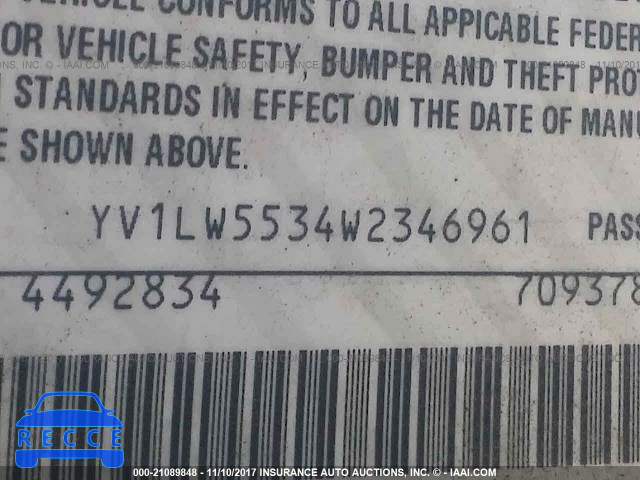 VEHICLE CONFORMS TO ALL APPICABLE FEDER
OR VEHICLE SAFETY, BUMPER AND THEFT PRO
STANDARDS IN EFFECT ON THE DATE OF MANU
E SHOWN ABOVE.
YV1LW5534W2346961 PASS
4492834 709378
RECCE
000-21089848 - 11/10/2017 INSURANCE AUTO AUCTIONS, INC. - © IAAI.COM